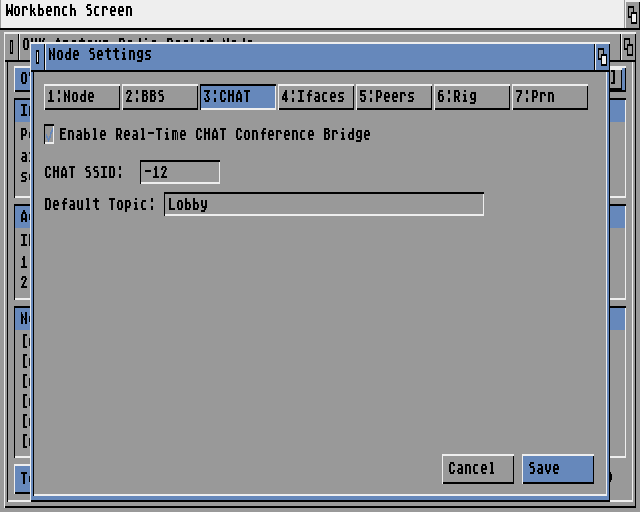 Workbench Screen
Node Settings
1:Node 2:BBS 3:CHAT 4:Ifaces 5:Peers 6:Rig 7:Prn
Enable Real-Time CHAT Conference Bridge
CHAT SSID: -12
Default Topic: Lobby
Cancel Save